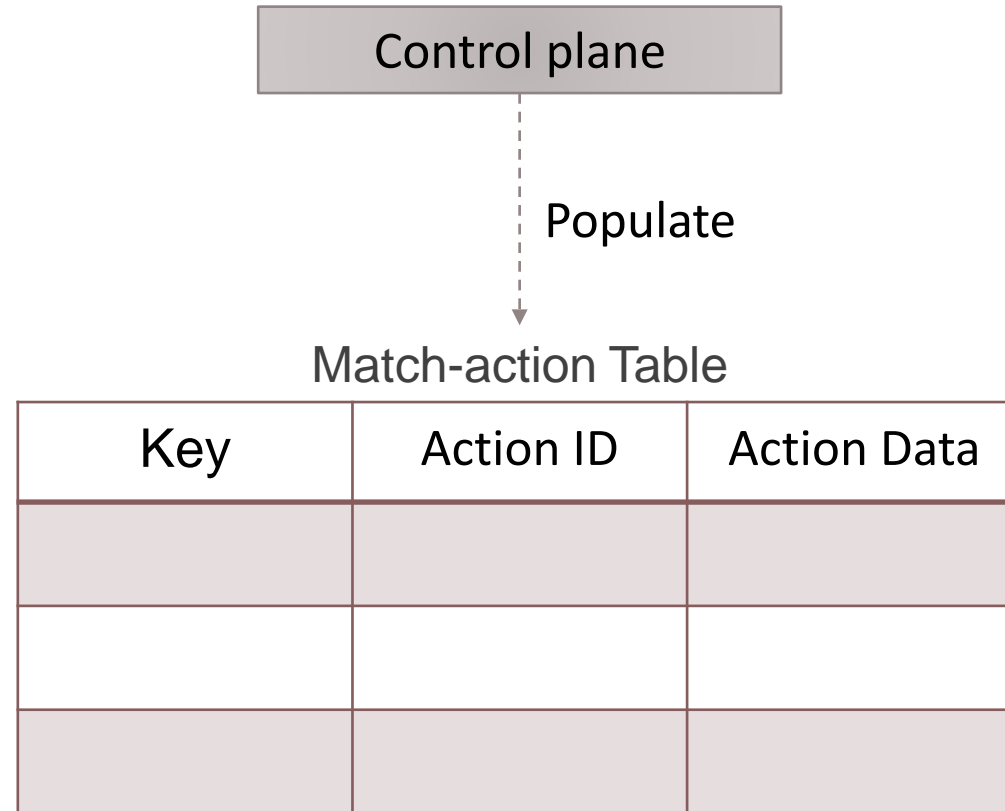 Control plane
Populate
Match-action Table
Key Action ID Action Data